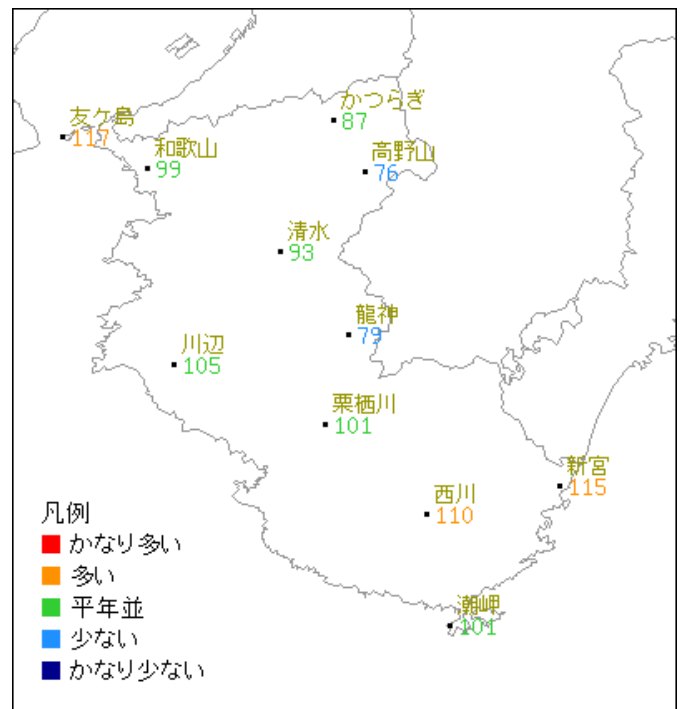 かつらぎ
87
友ケ島
117
和歌山
99
高野山
76
清水
93
龍神
79
川辺
105
栗栖川
101
新宮
115
西川
110
潮岬
101
凡例
かなり多い
多い
平年並
少ない
かなり少ない